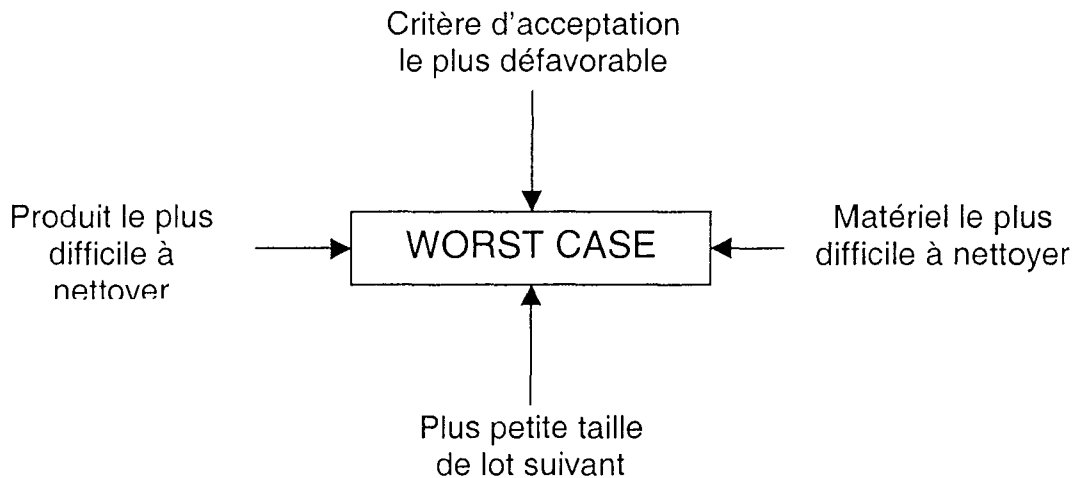 Critère d'acceptation
le plus défavorable
Produit le plus
difficile à
nettoyer
WORST CASE
Matériel le plus
difficile à nettoyer
Plus petite taille
de lot suivant